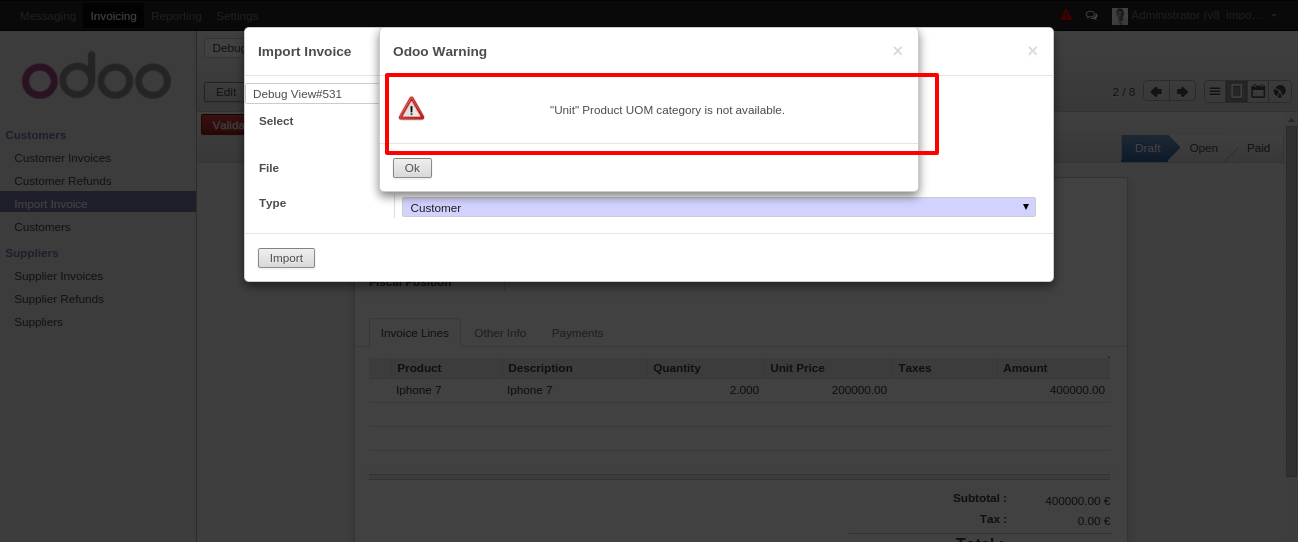 Messaging Invoicing Reporting Settings
Administrator (v8_imoo...
odoo
Debug
Edit
2 / 8
Valida
Draft Open Paid
Customers
Customer Invoices
Customer Refunds
Import Invoice
Customers
Suppliers
Supplier Invoices
Supplier Refunds
Suppliers
Import Invoice
×
Debug View#531
Select
File
Type
Customer
Import
Odoo Warning
×
"Unit" Product UOM category is not available.
Ok
Fiscal Position
Invoice Lines Other Info Payments
Product Description Quantity Unit Price Taxes Amount
Iphone 7 Iphone 7 2.000 200000.00 400000.00
Subtotal : 400000.00 €
Tax : 0.00 €
Total :